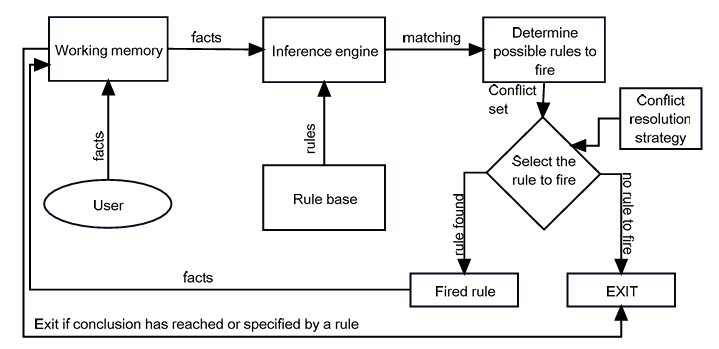 Working memory
facts
Inference engine
matching
Determine
possible rules to
fire
Conflict
set
Conflict
resolution
strategy
facts
rules
Select the
rule to fire
User
Rule base
rule found
no rule to fire
facts
Fired rule
EXIT
Exit if conclusion has reached or specified by a rule